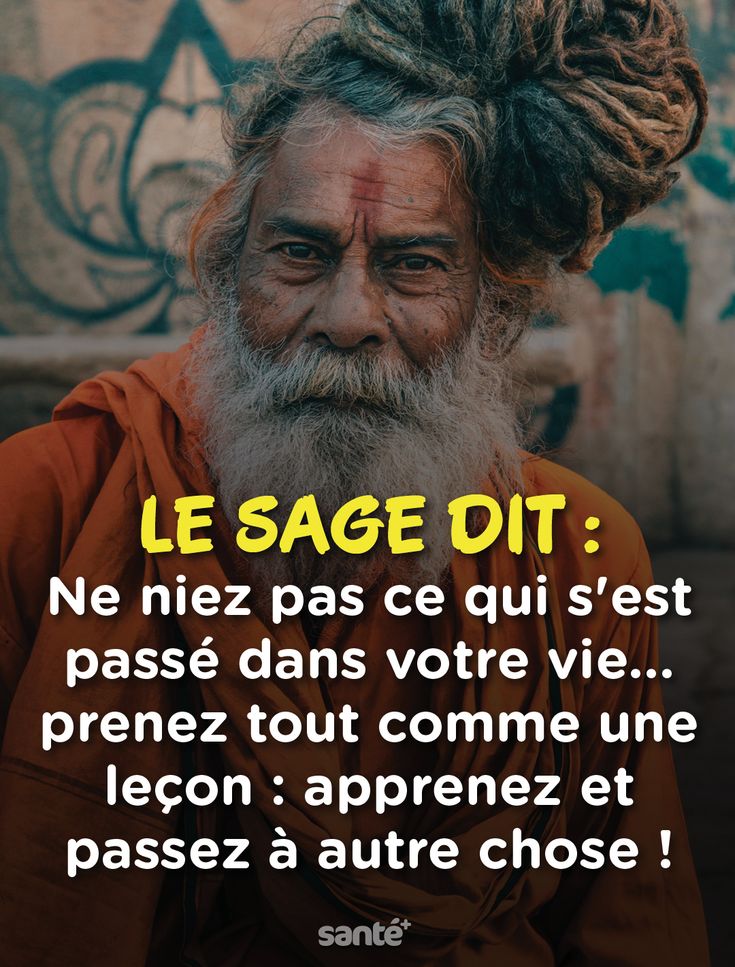 LE SAGE DIT :
Ne niez pas ce qui s'est
passé dans votre vie...
prenez tout comme une
leçon : apprenez et
passez à autre chose !
santé+